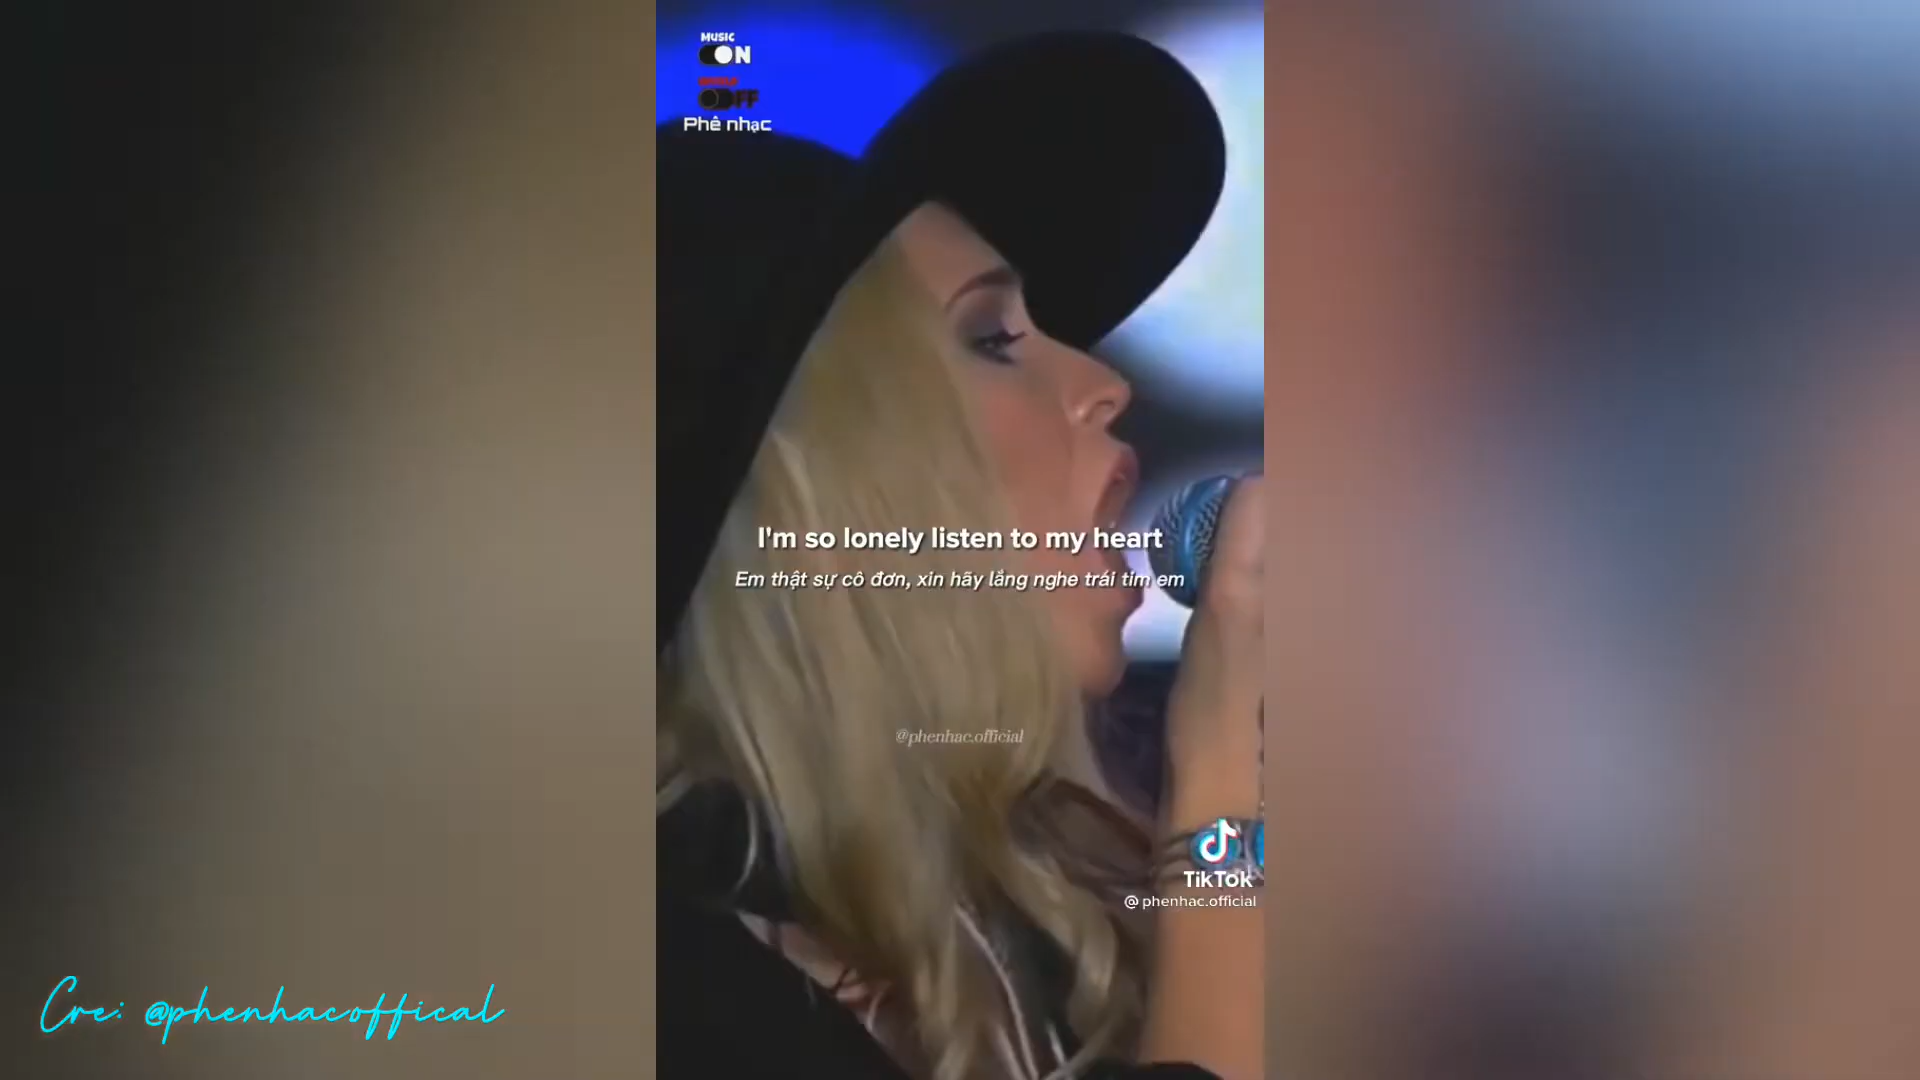 MUSIC
ON
OFF
Phê nhạc
I'm so lonely listen to my heart
Em thật sự cô đơn, xin hãy lắng nghe trái tim em
@phenhac.official
TikTok
@phenhac.official
Cre: @phenhacoffical